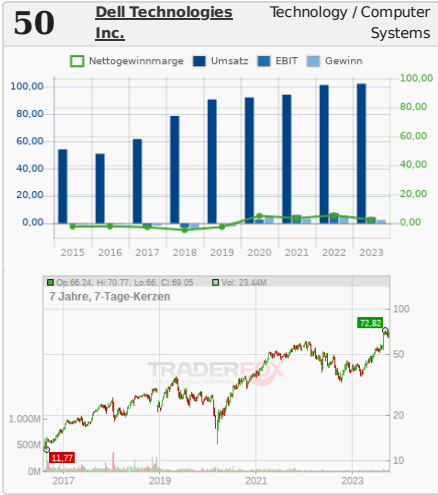 50
Dell Technologies Inc.
Technology / Computer Systems
Nettogewinnmarge Umsatz EBIT Gewinn
100,00
80,00
60,00
40,00
20,00
0,00
100,00
80,00
60,00
40,00
20,00
0,00
2015 2016 2017 2018 2019 2020 2021 2022 2023
Op:66.24, Hi:70.77, Lo:66, Cl:69.05 Vol: 23.44M
7 Jahre, 7-Tage-Kerzen
TRADERFOX
72,82
11,77
100
50
20
10
1.000M
500M
0M
2017 2019 2021 2023